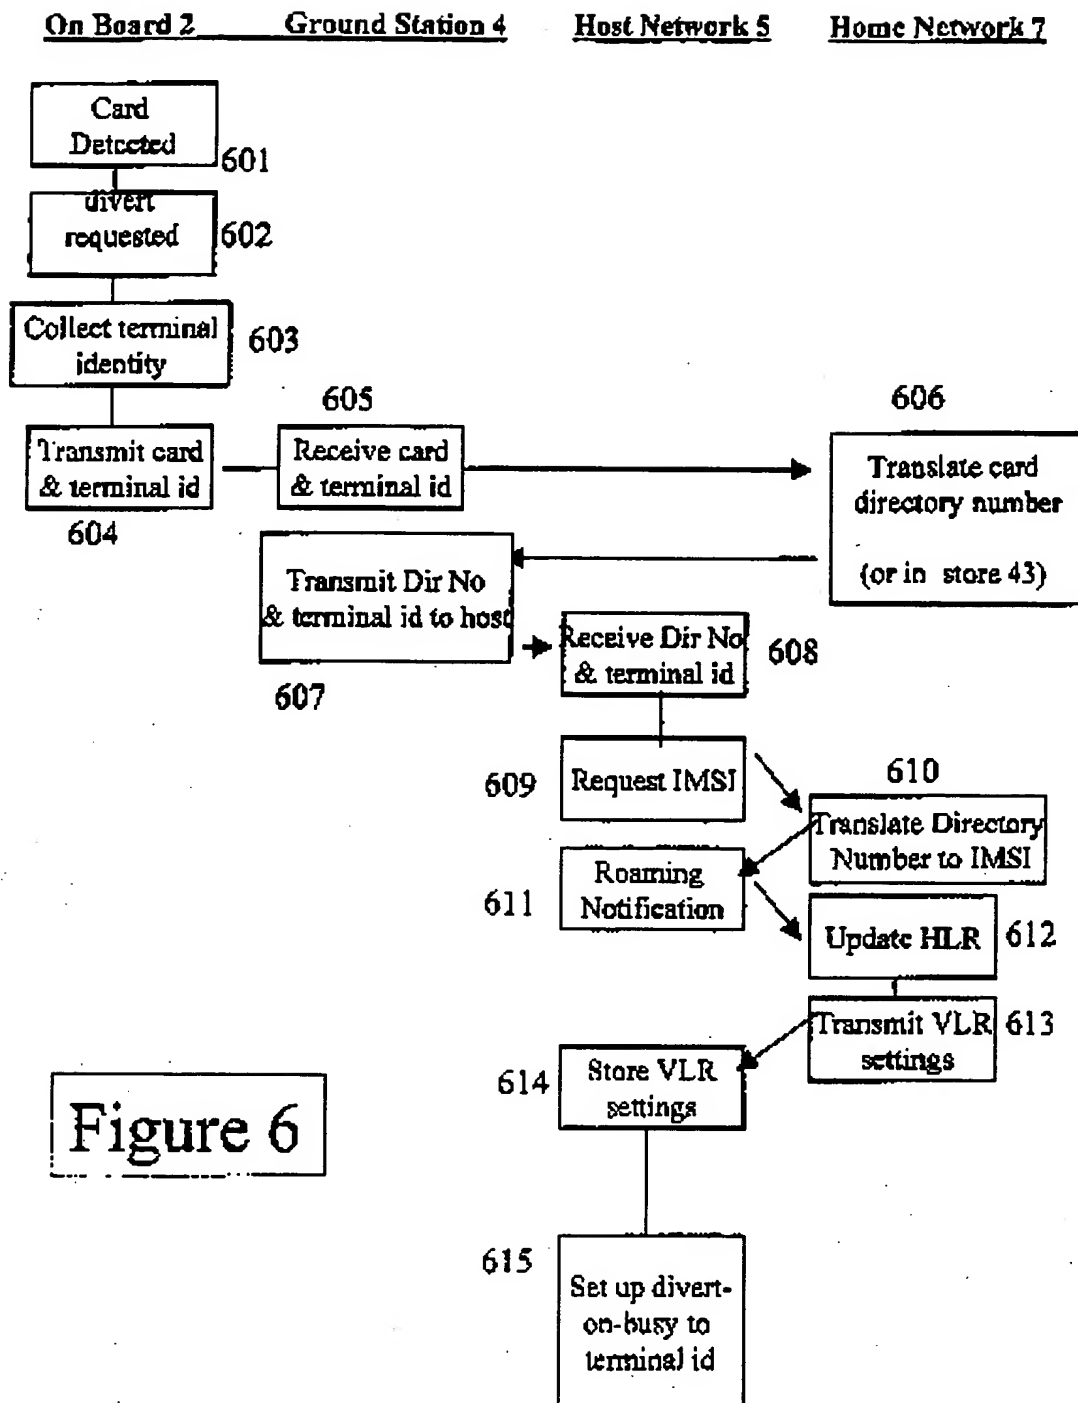 On Board 2 Ground Station 4 Host Network 5 Home Network 7
Card
Detected
601
divert
requested
602
Collect terminal
identity
603
605
606
Transmit card
& terminal id
604
Receive card
& terminal id
Translate card
directory number
(or in store 43)
Transmit Dir No
& terminal id to host
607
Receive Dir No
& terminal id
608
609
Request IMSI
610
Translate Directory
Number to IMSI
611
Roaming
Notification
Update HLR
612
Transmit VLR
settings
613
614
Store VLR
settings
Figure 6
615
Set up divert-
on-busy to
terminal id